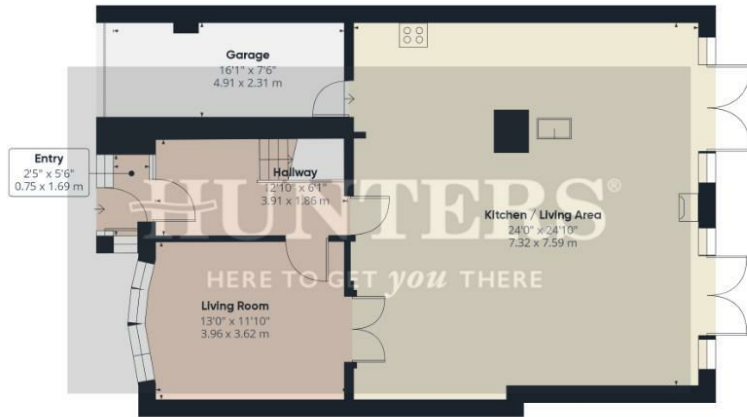 Garage
16'1" x 7'6"
4.91 x 2.31 m
Entry
2'5" x 5'6"
0.75 x 1.69 m
Hallway
12'10" x 6'1"
3.91 x 1.86 m
HUNTERS®
HERE TO GET you THERE
Kitchen / Living Area
24'0" x 24'10"
7.32 x 7.59 m
Living Room
13'0" x 11'10"
3.96 x 3.62 m